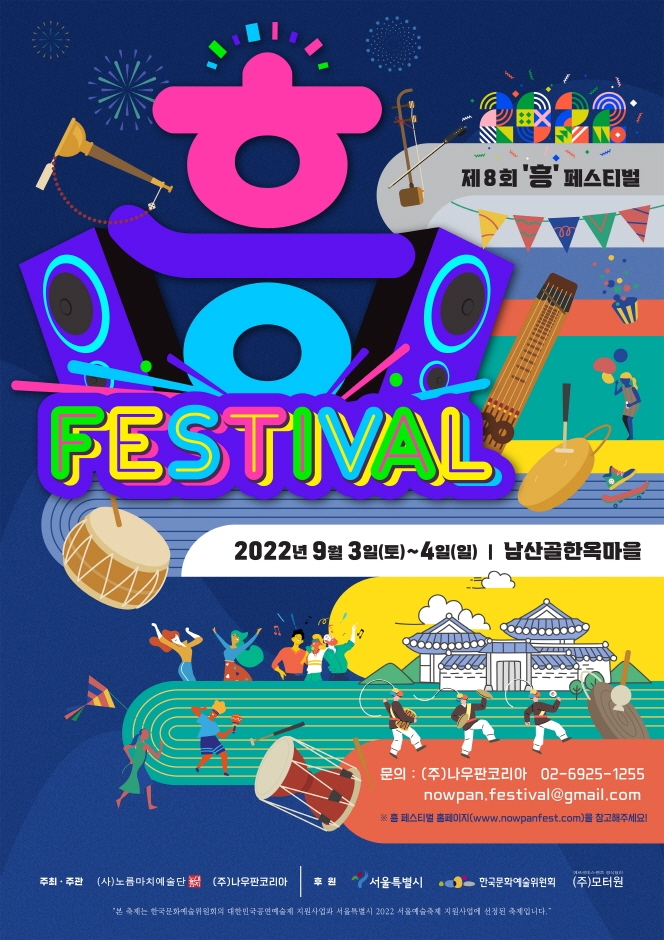 2022
제8회 '흥' 페스티벌
흥
FESTIVAL
2022년 9월 3일(토)~4일(일) | 남산골한옥마을
문의 : (주)나우판코리아 02-6925-1255
nowpan.festival@gmail.com
※ 흥 페스티벌 홈페이지(www.nowpanfest.com)를 참고해주세요!
주최·주관 (사)노름마치예술단 (주)나우판코리아 후원 서울특별시 한국문화예술위원회 (주)모터원
"본 축제는 한국문화예술위원회의 대한민국공연예술제 지원사업과 서울특별시 2022 서울예술축제 지원사업에 선정된 축제입니다."